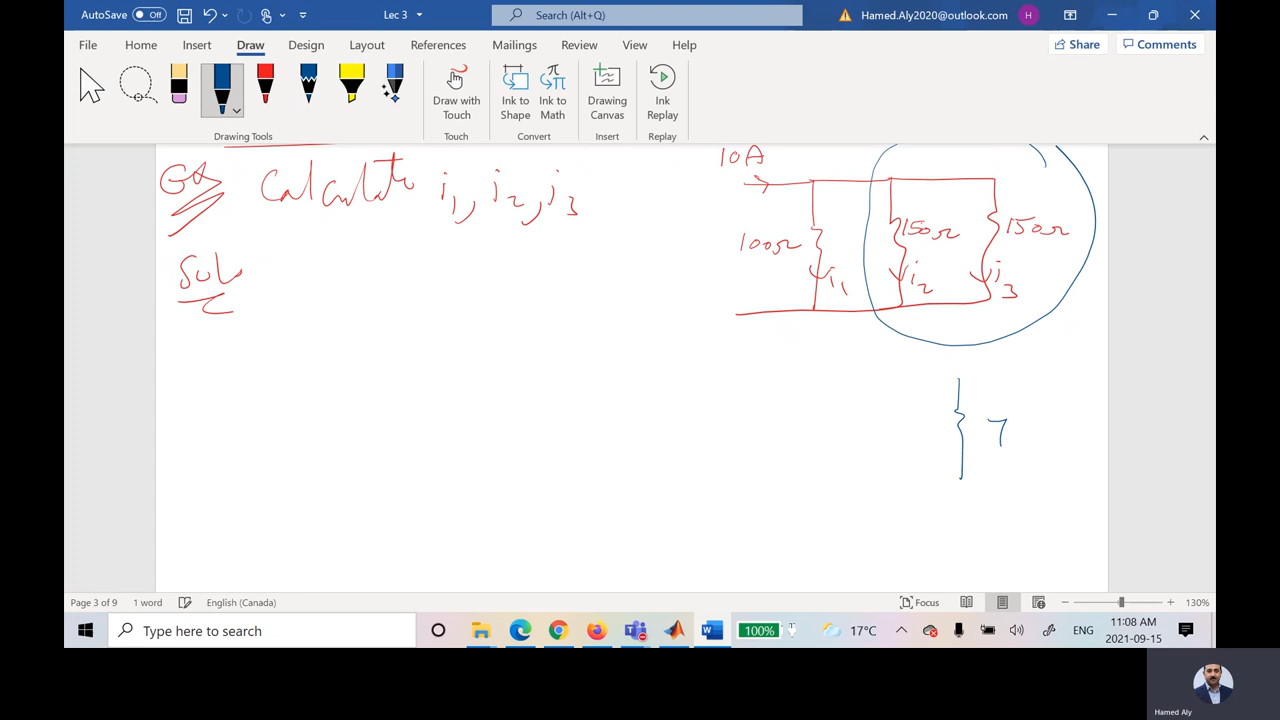 AutoSave Off Lec 3 Search (Alt+Q) Hamed.Aly2020@outlook.com H
File Home Insert Draw Design Layout References Mailings Review View Help Share Comments
Draw with Touch Ink to Shape Ink to Math Drawing Canvas Ink Replay
Drawing Tools Touch Convert Insert Replay
10A
Ex Calculate i1, i2, i3
100Ω 150Ω 150Ω
i1 i2 i3
Sol
7
Page 3 of 9 1 word English (Canada) Focus 130%
Type here to search 100% 17°C ENG 11:08 AM
2021-09-15
Hamed Aly